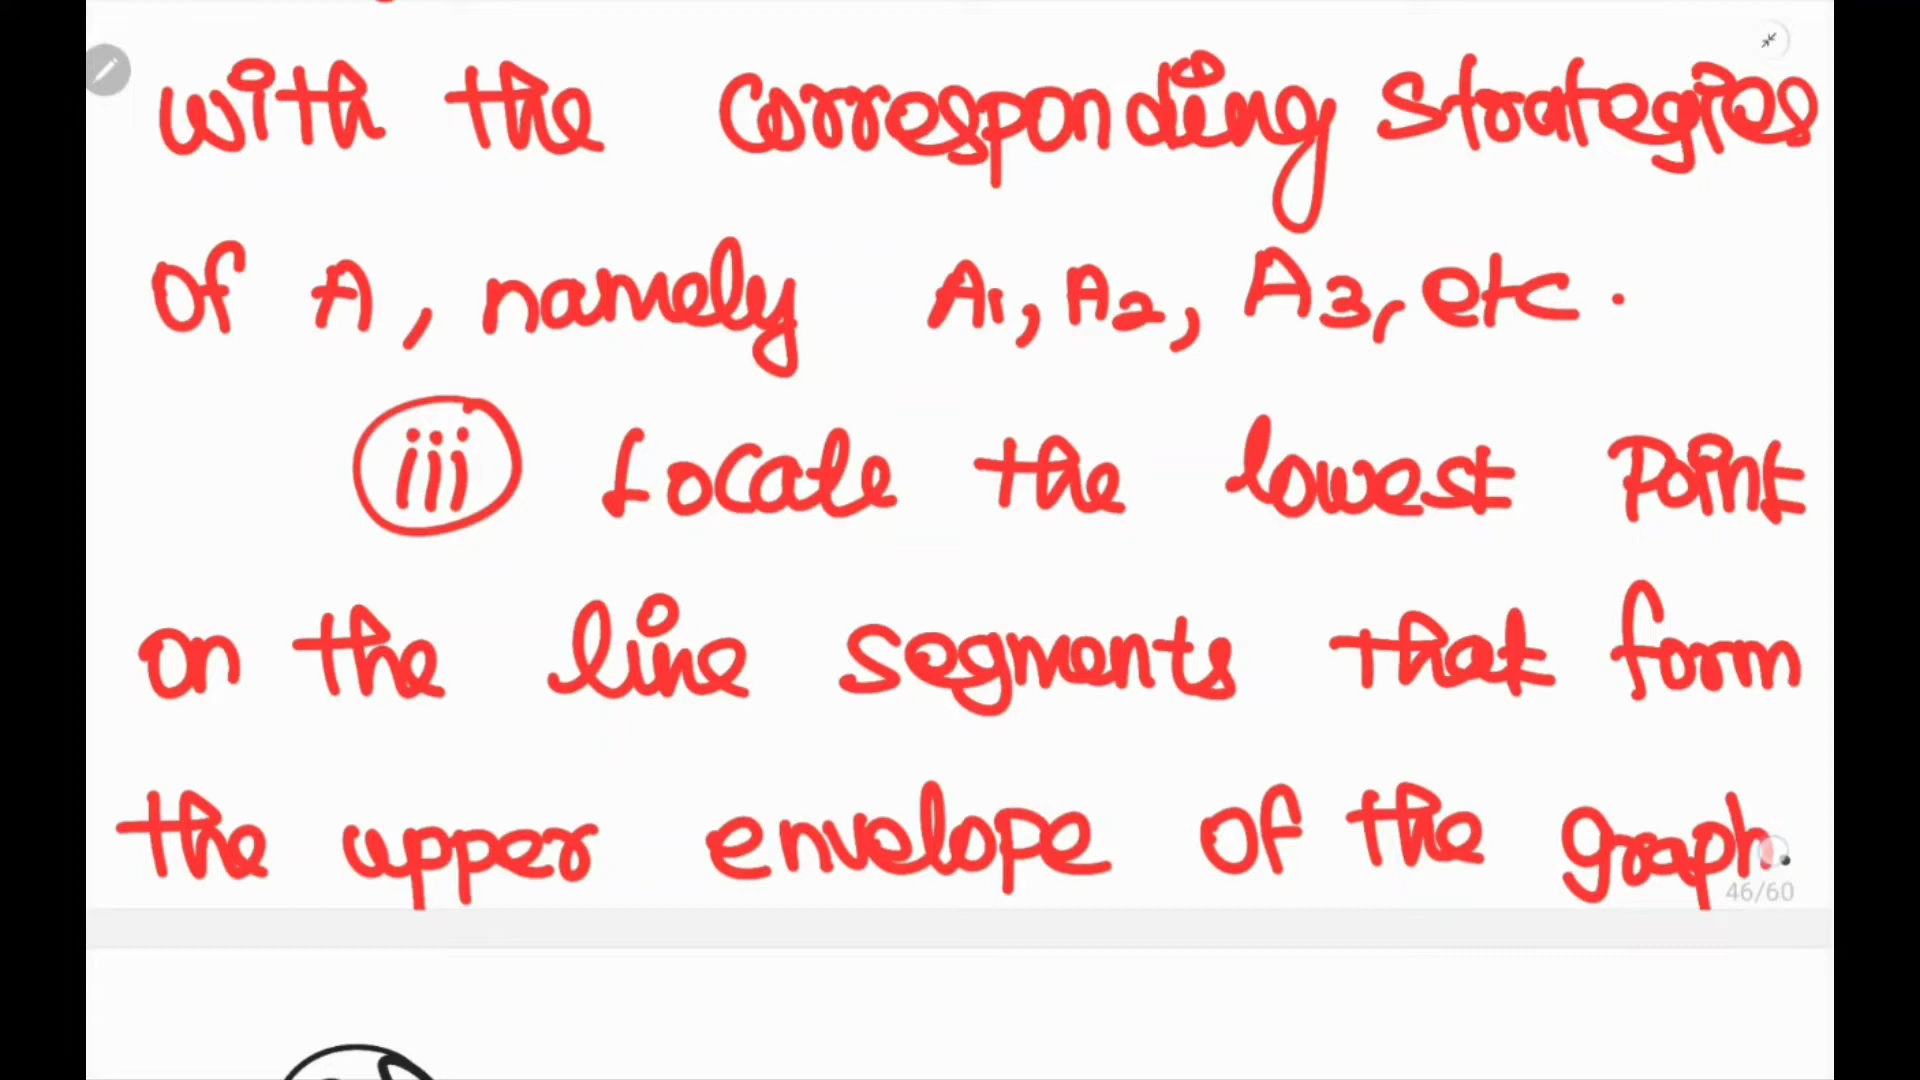 with the corresponding strategies
of A, namely A1, A2, A3, etc.
iii Locate the lowest point
on the line segments that form
the upper envelope of the graph.
46/60